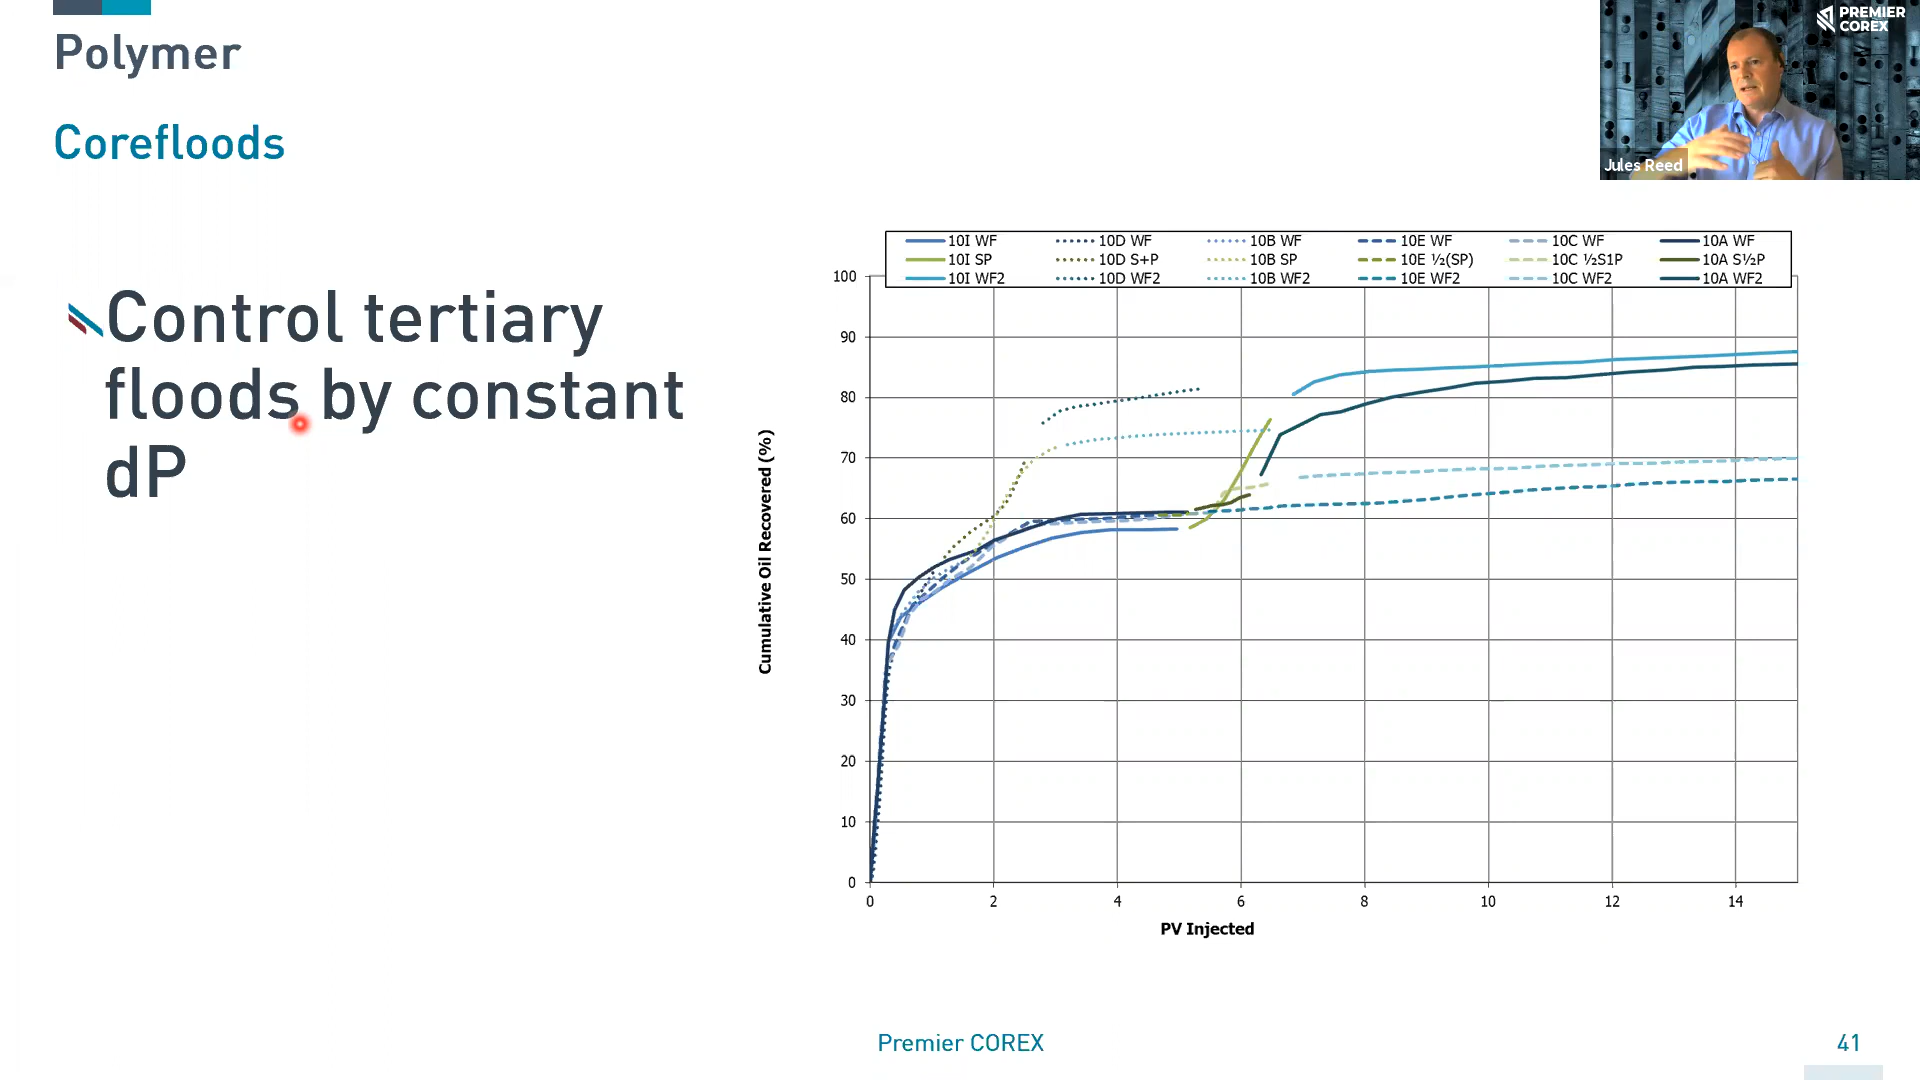 Polymer
PREMIER
COREX
Corefloods
Jules Reed
Control tertiary
floods by constant
dP
10I WF 10D WF 10B WF 10E WF 10C WF 10A WF
10I SP 10D S+P 10B SP 10E ½(SP) 10C ½S1P 10A S½P
10I WF2 10D WF2 10B WF2 10E WF2 10C WF2 10A WF2
100
90
80
70
60
50
40
30
20
10
0
Cumulative Oil Recovered (%)
0 2 4 6 8 10 12 14
PV Injected
Premier COREX
41